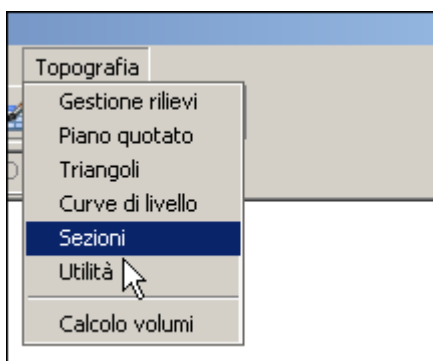 Topografia
Gestione rilievi
Piano quotato
Triangoli
Curve di livello
Sezioni
Utilità
Calcolo volumi